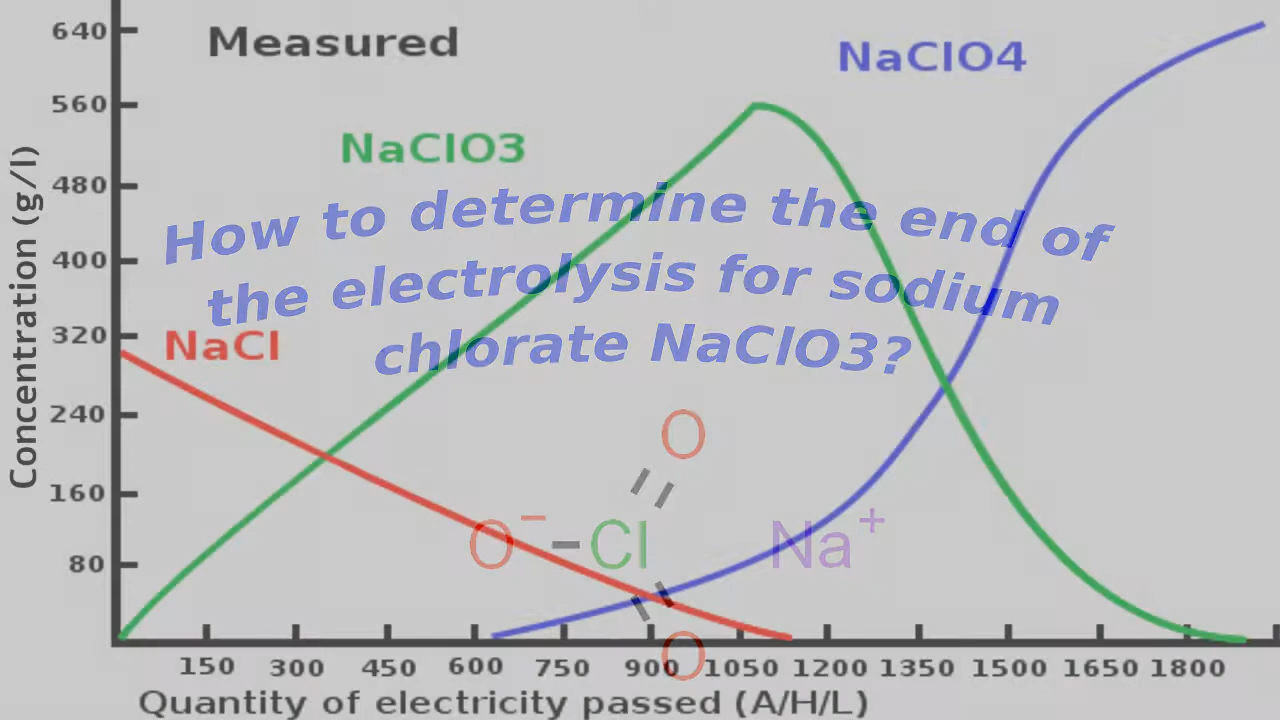 640
Measured
NaClO4
560
NaClO3
480
How to determine the end of
the electrolysis for sodium
chlorate NaClO3?
400
320
NaCl
240
160
80
Concentration (g/l)
O
O⁻
Cl
Na⁺
O
150 300 450 600 750 900 1050 1200 1350 1500 1650 1800
Quantity of electricity passed (A/H/L)